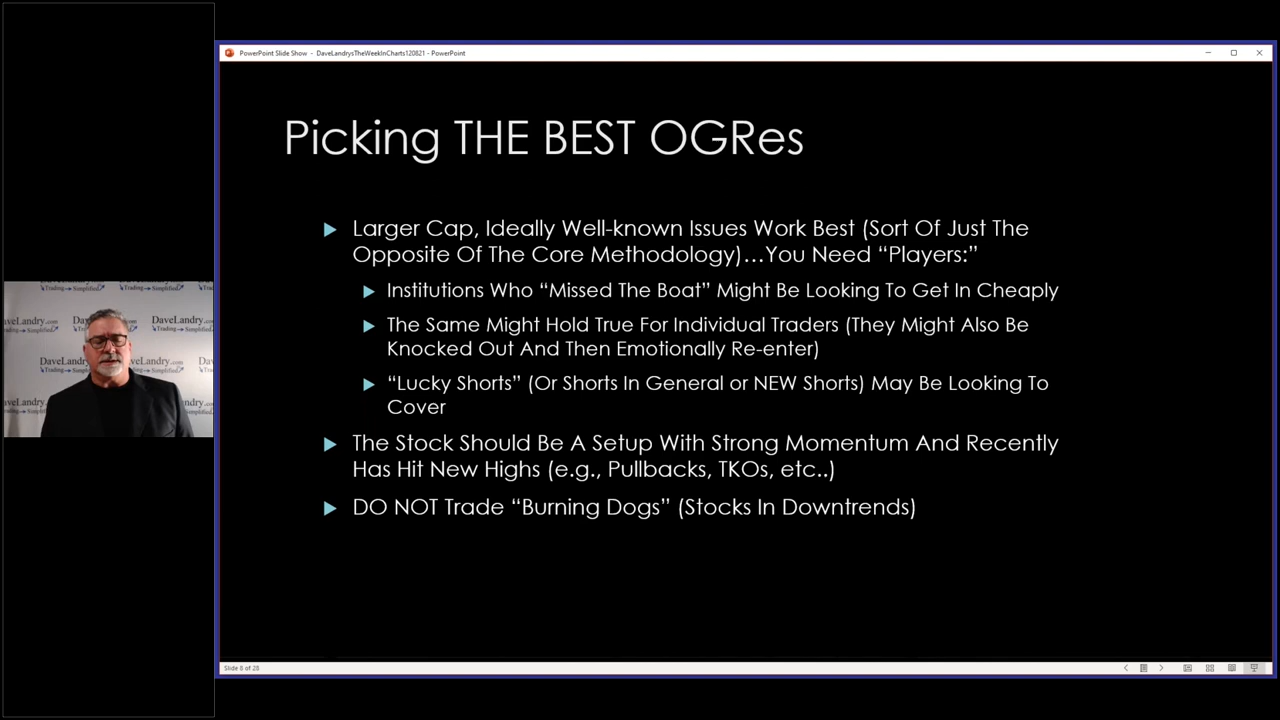 PowerPoint Slide Show - DaveLandrysTheWeekInCharts120821 - PowerPoint
Picking THE BEST OGRes
Larger Cap, Ideally Well-known Issues Work Best (Sort Of Just The
Opposite Of The Core Methodology)…You Need “Players:”
Institutions Who “Missed The Boat” Might Be Looking To Get In Cheaply
The Same Might Hold True For Individual Traders (They Might Also Be
Knocked Out And Then Emotionally Re-enter)
“Lucky Shorts” (Or Shorts In General or NEW Shorts) May Be Looking To
Cover
The Stock Should Be A Setup With Strong Momentum And Recently
Has Hit New Highs (e.g., Pullbacks, TKOs, etc..)
DO NOT Trade “Burning Dogs” (Stocks In Downtrends)
DaveLandry.com
DaveLandry.com
Trading Simplified
Slide 8 of 28